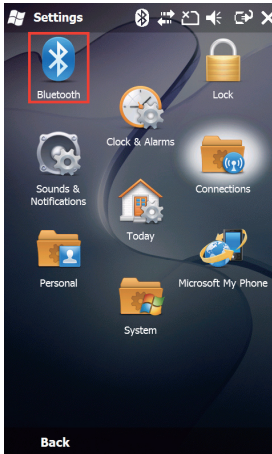 Settings
Bluetooth
Lock
Clock & Alarms
Sounds &
Notifications
Connections
Today
Personal
Microsoft My Phone
System
Back